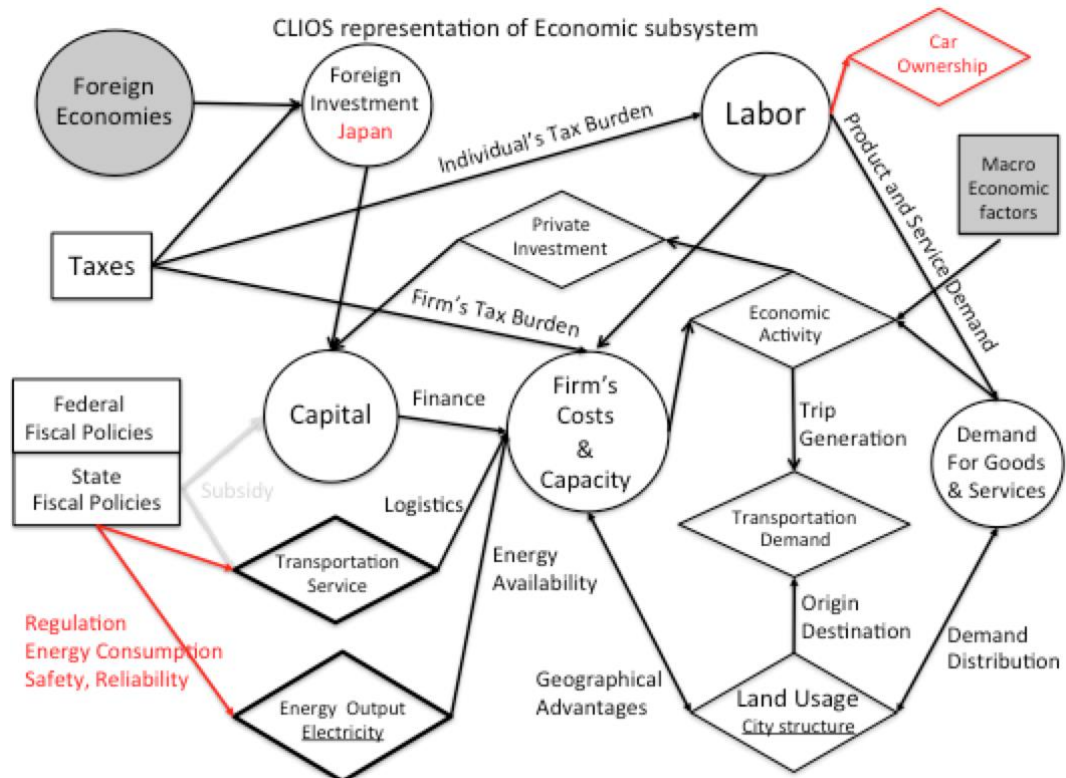 CLIOS representation of Economic subsystem
Foreign
Economies
Foreign
Investment
Japan
Labor
Car
Ownership
Individual's Tax Burden
Product and Service Demand
Macro
Economic
factors
Taxes
Private
Investment
Firm's Tax Burden
Economic
Activity
Federal
Fiscal Policies
State
Fiscal Policies
Subsidy
Capital
Finance
Firm's
Costs
&
Capacity
Trip
Generation
Demand
For Goods
& Services
Logistics
Transportation
Service
Energy
Availability
Transportation
Demand
Regulation
Energy Consumption
Safety, Reliability
Origin
Destination
Demand
Distribution
Energy Output
Electricity
Geographical
Advantages
Land Usage
City structure